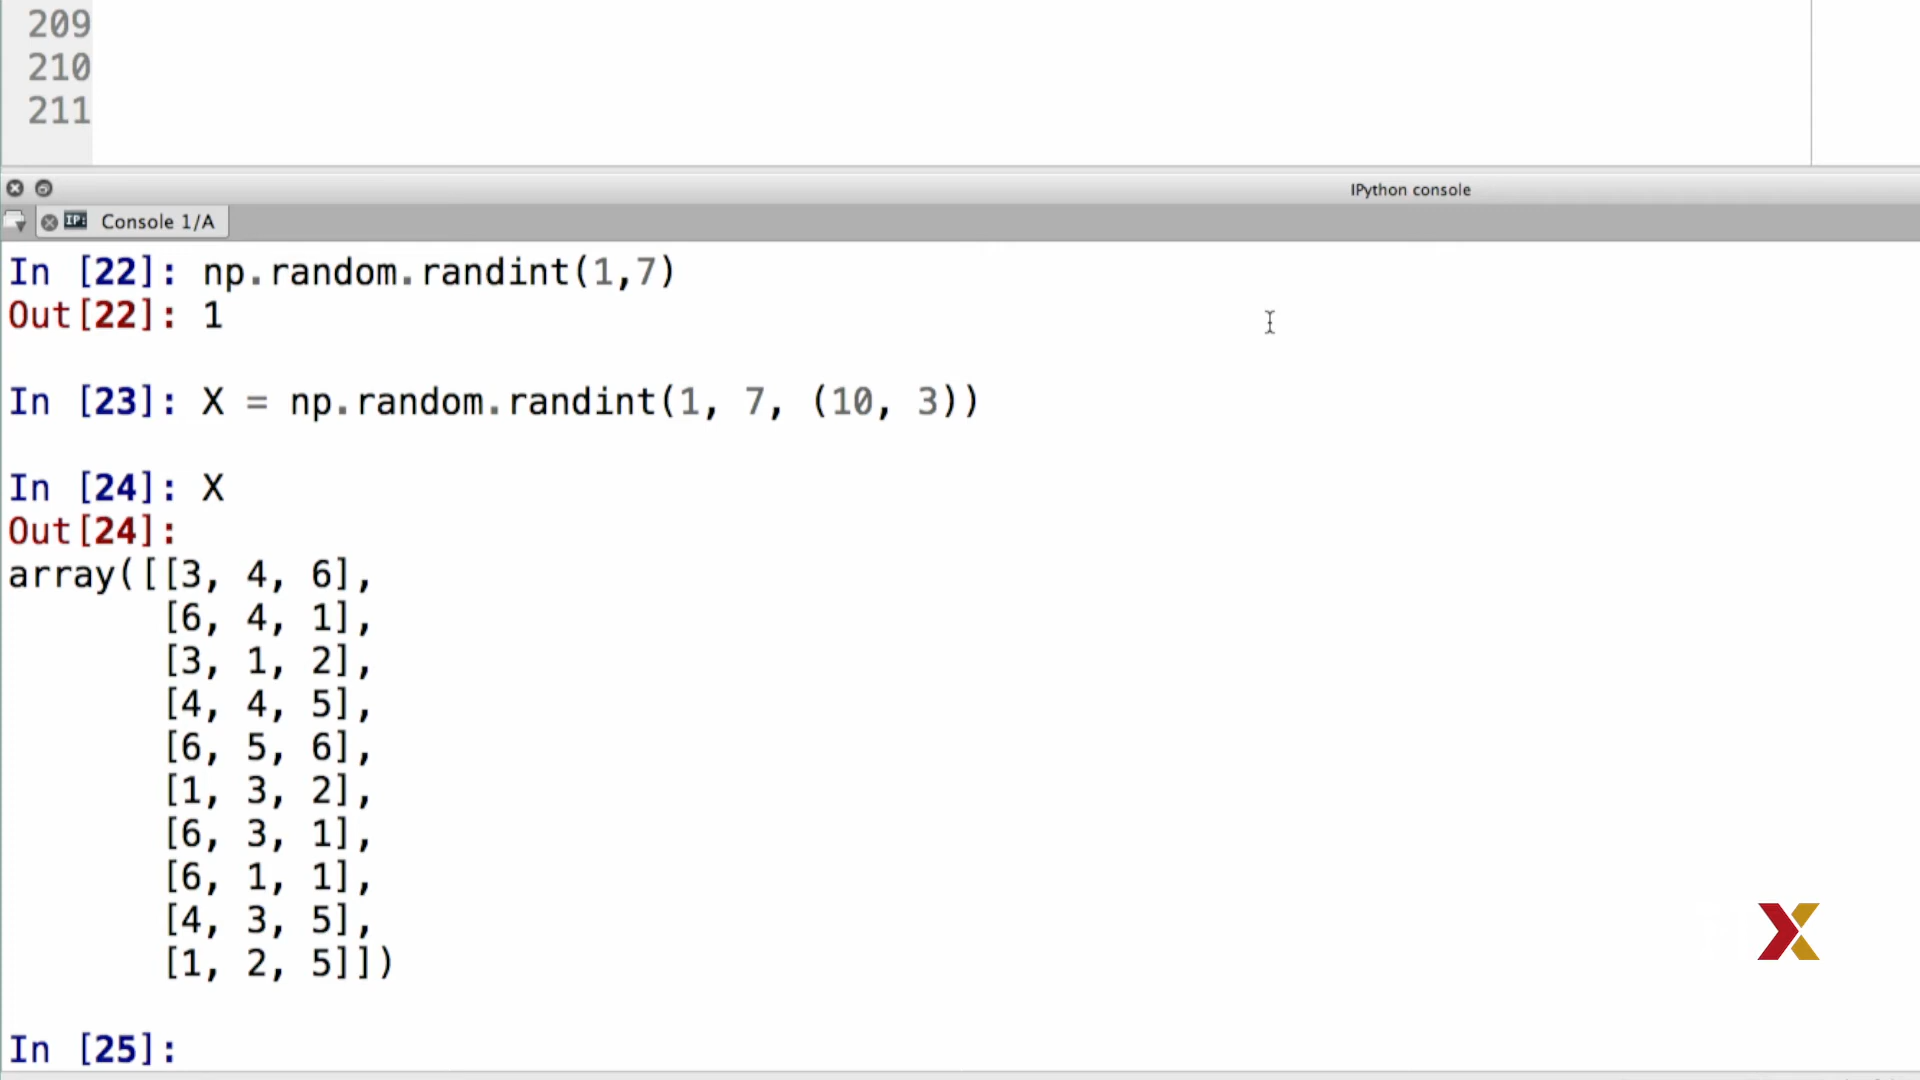 209
210
211
IPython console
IP: Console 1/A
In [22]: np.random.randint(1,7)
Out[22]: 1
In [23]: X = np.random.randint(1, 7, (10, 3))
In [24]: X
Out[24]:
array([[3, 4, 6],
[6, 4, 1],
[3, 1, 2],
[4, 4, 5],
[6, 5, 6],
[1, 3, 2],
[6, 3, 1],
[6, 1, 1],
[4, 3, 5],
[1, 2, 5]])
In [25]:
X